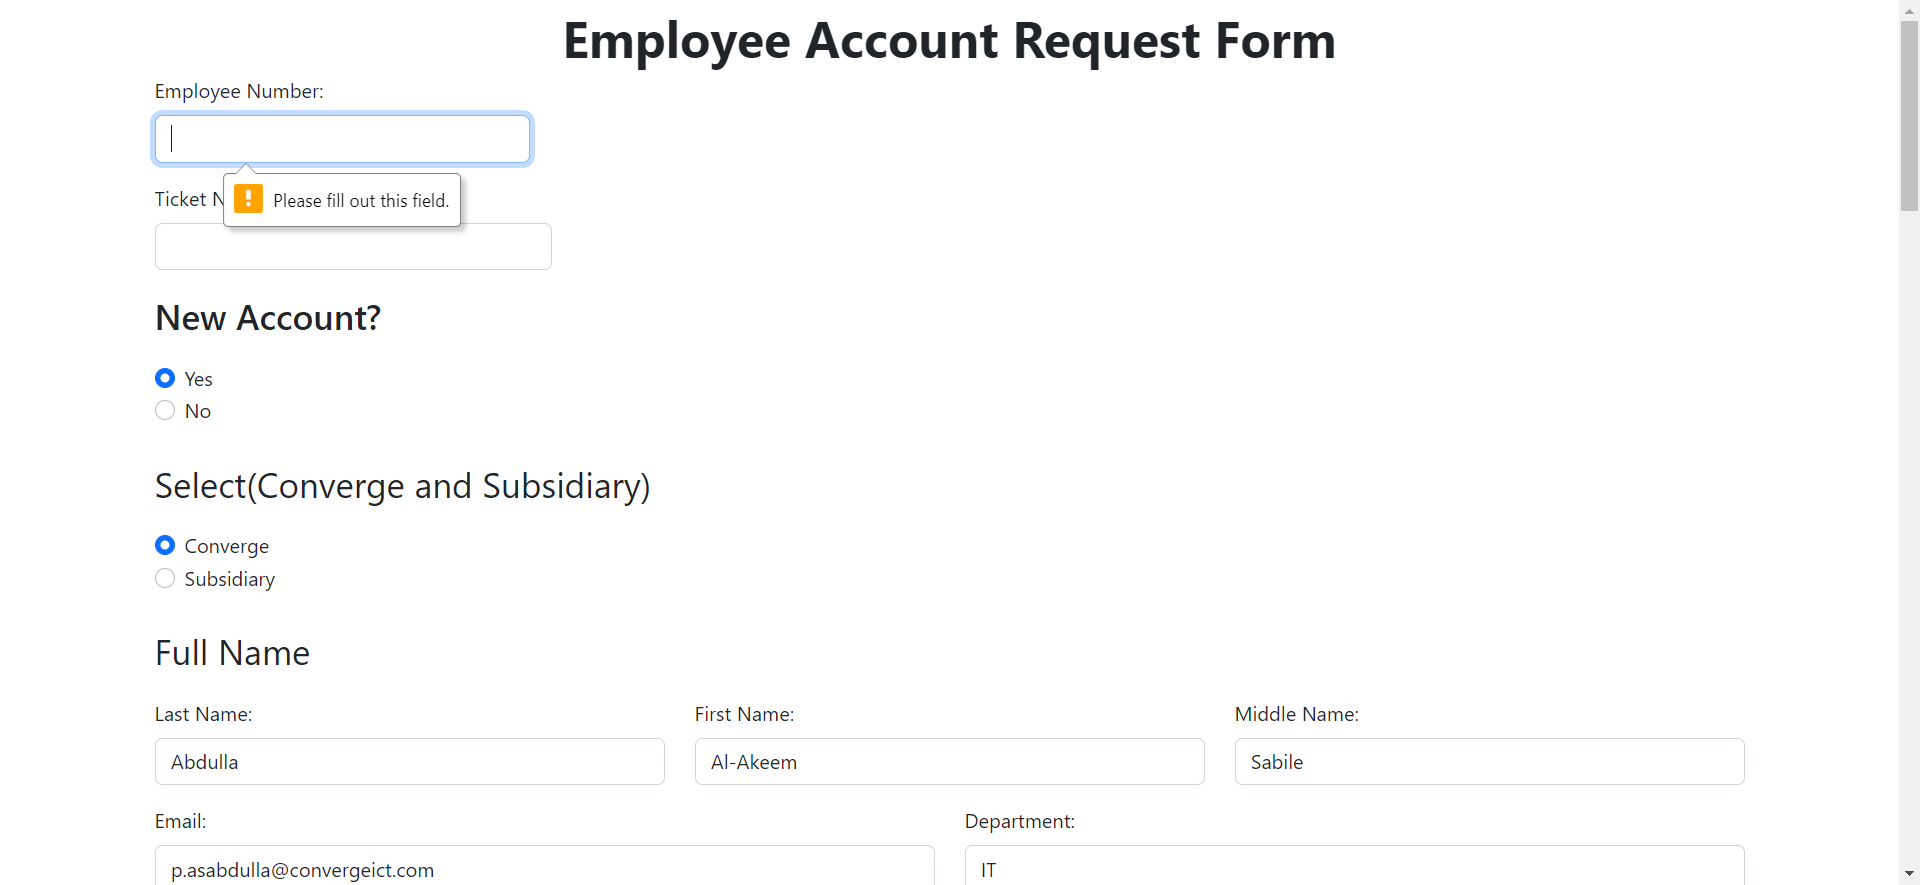 Employee Account Request Form
Employee Number:
Please fill out this field.
Ticket
New Account?
Yes
No
Select(Converge and Subsidiary)
Converge
Subsidiary
Full Name
Last Name: First Name: Middle Name:
Abdulla Al-Akeem Sabile
Email: Department:
p.asabdulla@convergeict.com IT